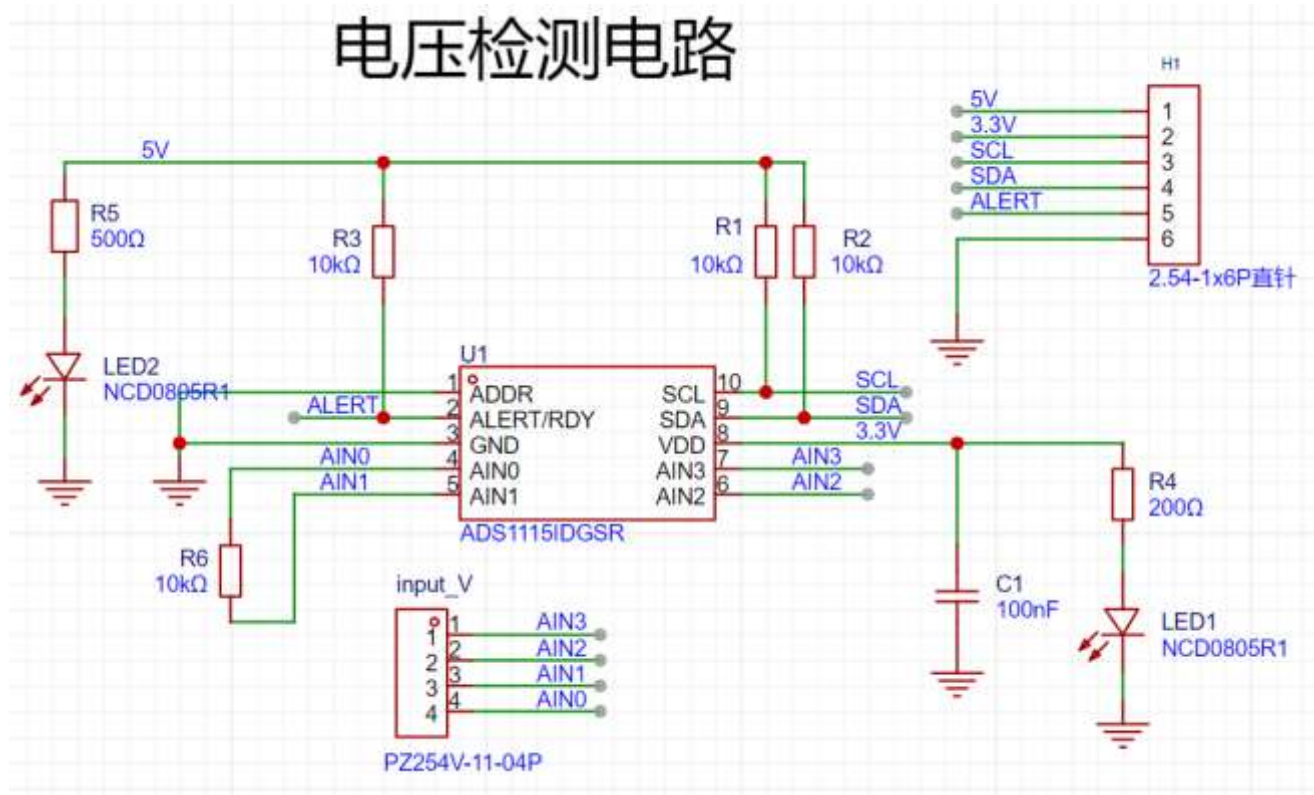 电压检测电路
H1
5V
1
3.3V
2
SCL
3
SDA
4
ALERT
5
6
2.54-1x6P直针
5V
R5
500Ω
R3
10kΩ
R1
10kΩ
R2
10kΩ
LED2
NCD0805R1
U1
1
ADDR
ALERT
2
ALERT/RDY
3
GND
AIN0
4
AIN0
AIN1
5
AIN1
SCL
10
SCL
SDA
9
SDA
VDD
8
3.3V
AIN3
7
AIN3
AIN2
6
AIN2
ADS1115IDGSR
R4
200Ω
R6
10kΩ
C1
100nF
LED1
NCD0805R1
input_V
1
1
AIN3
2
2
AIN2
3
3
AIN1
4
4
AIN0
PZ254V-11-04P